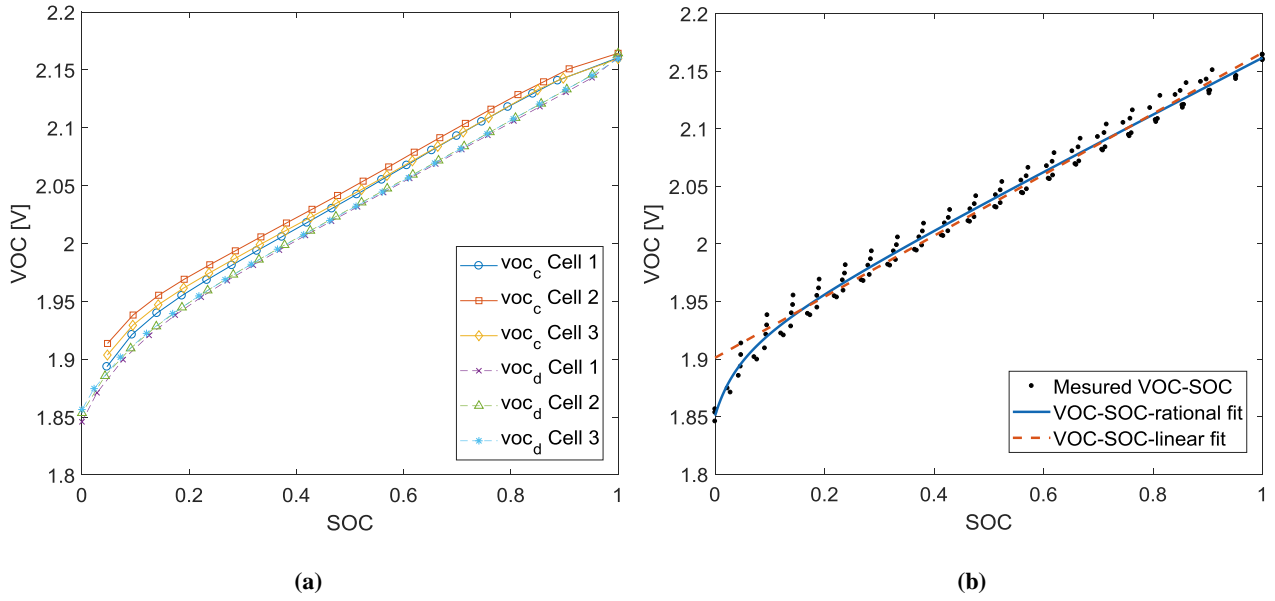 2.2
2.15
2.1
2.05
2
1.95
1.9
1.85
1.8
VOC [V]
0
0.2
0.4
0.6
0.8
1
SOC
voc_c Cell 1
voc_c Cell 2
voc_c Cell 3
voc_d Cell 1
voc_d Cell 2
voc_d Cell 3
(a)
2.2
2.15
2.1
2.05
2
1.95
1.9
1.85
1.8
VOC [V]
0
0.2
0.4
0.6
0.8
1
SOC
Mesured VOC-SOC
VOC-SOC-rational fit
VOC-SOC-linear fit
(b)